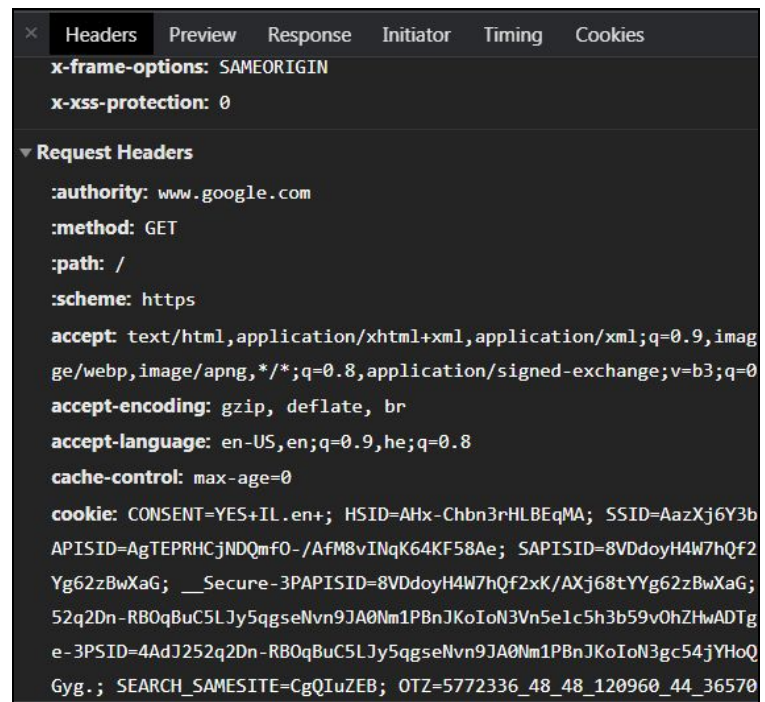 × Headers Preview Response Initiator Timing Cookies
x-frame-options: SAMEORIGIN
x-xss-protection: 0
▼ Request Headers
:authority: www.google.com
:method: GET
:path: /
:scheme: https
accept: text/html,application/xhtml+xml,application/xml;q=0.9,imag
ge/webp,image/apng,*/*;q=0.8,application/signed-exchange;v=b3;q=0
accept-encoding: gzip, deflate, br
accept-language: en-US,en;q=0.9,he;q=0.8
cache-control: max-age=0
cookie: CONSENT=YES+IL.en+; HSID=AHx-Chbn3rHLBEqMA; SSID=AazXj6Y3b
APISID=AgTEPRHCjNDQmfO-/AfM8vINqK64KF58Ae; SAPISID=8VDdoyH4W7hQf2
Yg62zBwXaG; __Secure-3PAPISID=8VDdoyH4W7hQf2xK/AXj68tYYg62zBwXaG;
52q2Dn-RBOqBuC5LJy5qgseNvn9JA0Nm1PBnJKoIoN3Vn5elc5h3b59vOhZHwADTg
e-3PSID=4AdJ252q2Dn-RBOqBuC5LJy5qgseNvn9JA0Nm1PBnJKoIoN3gc54jYHoQ
Gyg.; SEARCH_SAMESITE=CgQIuZEB; OTZ=5772336_48_48_120960_44_36570